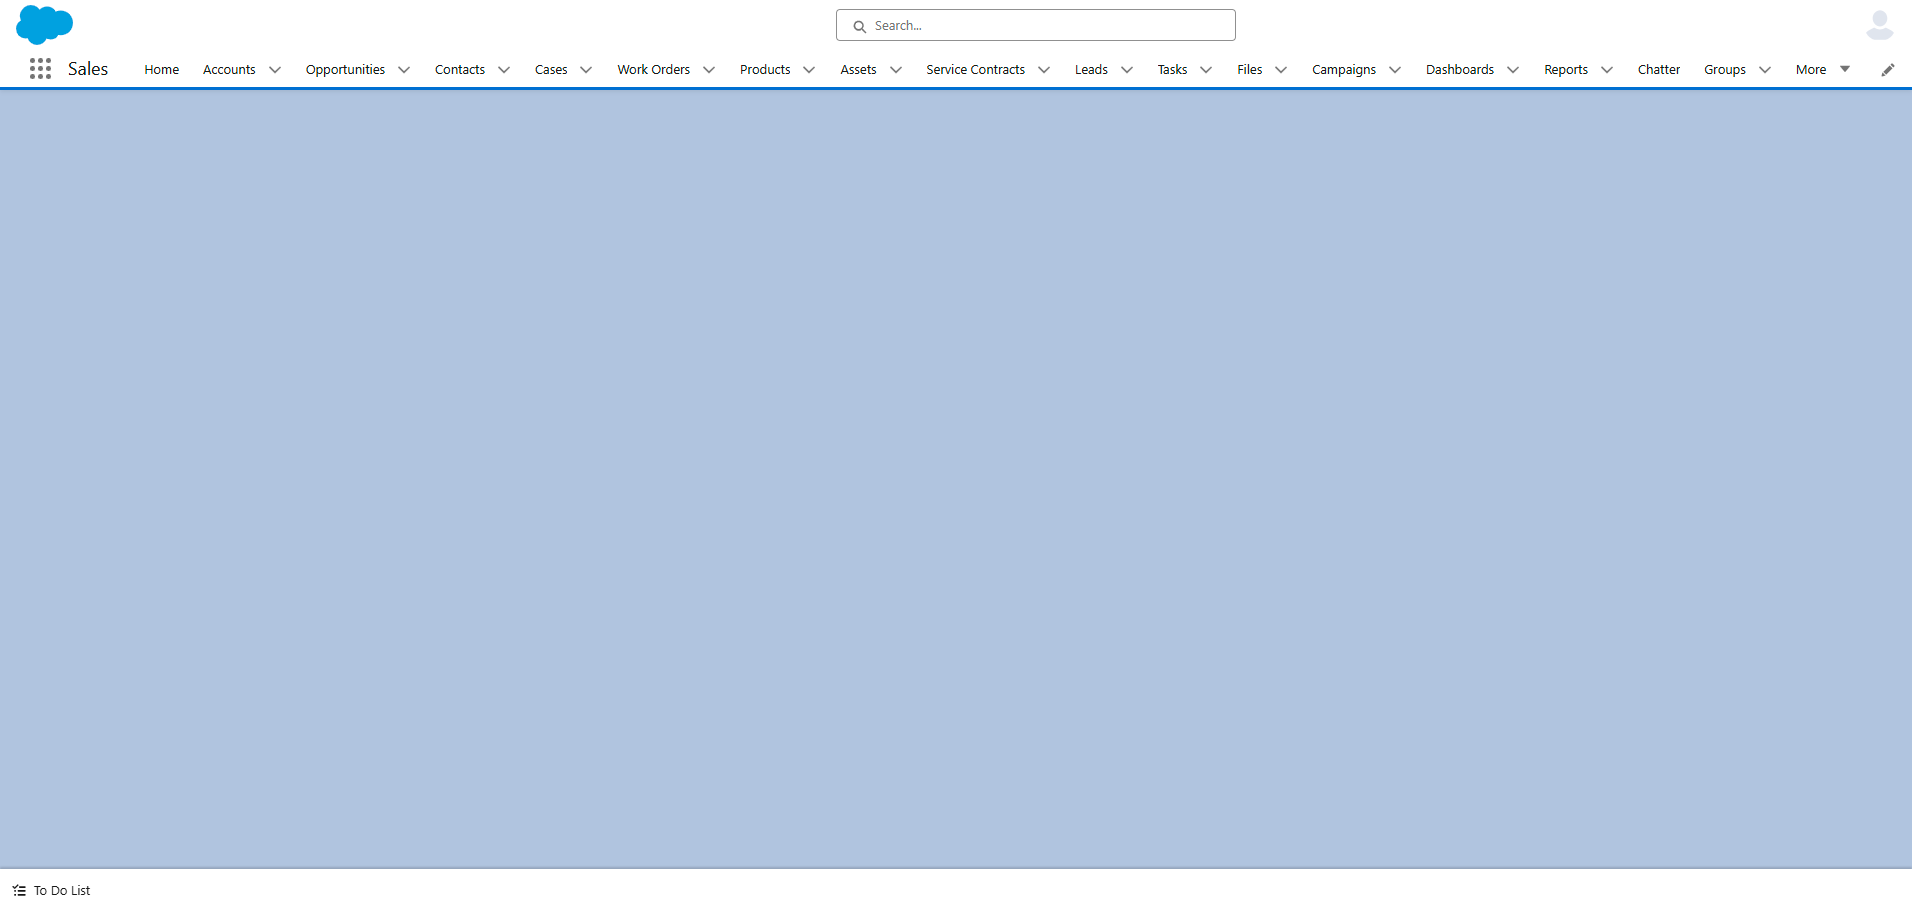 Search...
Sales Home Accounts Opportunities Contacts Cases Work Orders Products Assets Service Contracts Leads Tasks Files Campaigns Dashboards Reports Chatter Groups More
To Do List